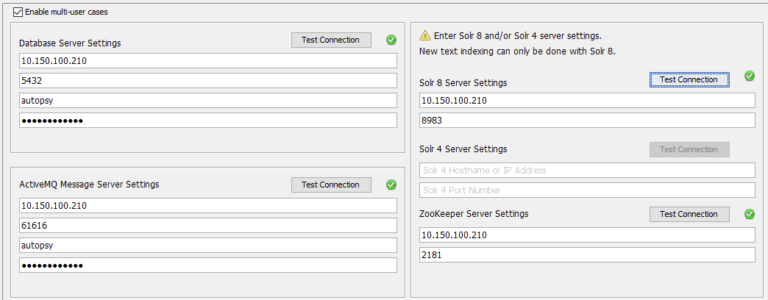 Enable multi-user cases
Database Server Settings
Test Connection
10.150.100.210
5432
autopsy
●●●●●●●●●●●●
ActiveMQ Message Server Settings
Test Connection
10.150.100.210
61616
autopsy
●●●●●●●●●●●●
Enter Solr 8 and/or Solr 4 server settings.
New text indexing can only be done with Solr 8.
Solr 8 Server Settings
Test Connection
10.150.100.210
8983
Solr 4 Server Settings
Test Connection
Solr 4 Hostname or IP Address
Solr 4 Port Number
ZooKeeper Server Settings
Test Connection
10.150.100.210
2181